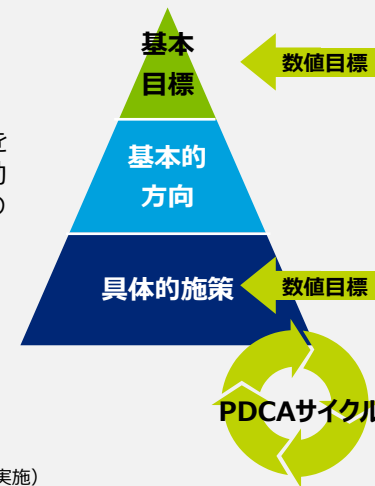 基本
目標
数値目標
を
基本的
方向
具体的施策
数値目標
PDCAサイクル
実施）